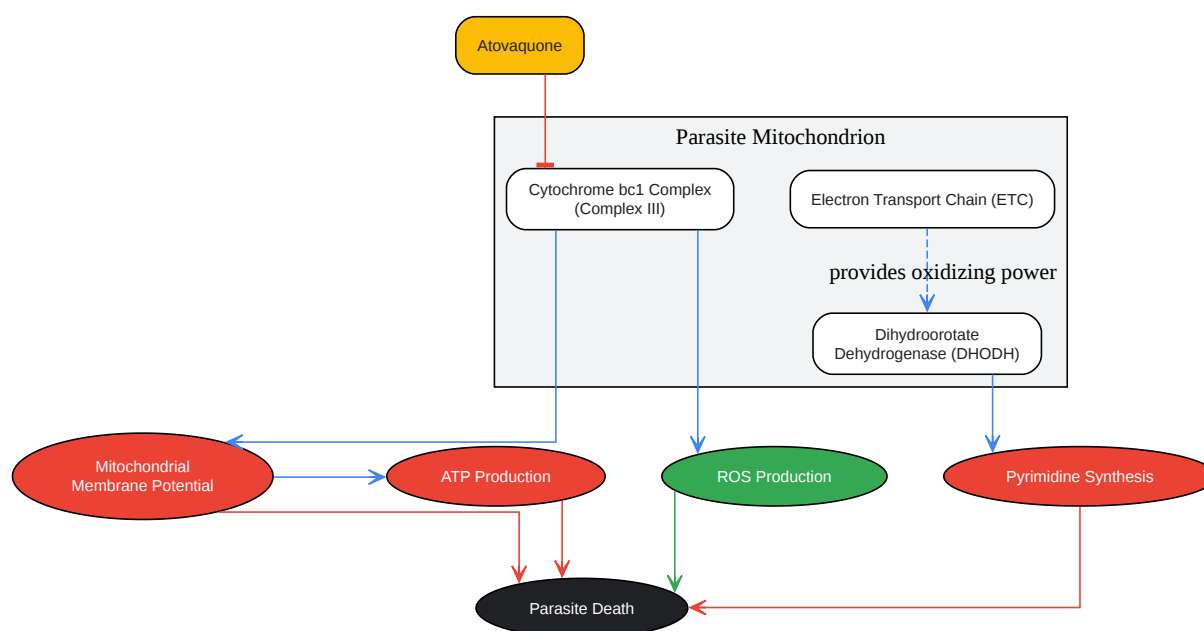 Atovaquone
Parasite Mitochondrion
Cytochrome bc1 Complex
(Complex III)
Electron Transport Chain (ETC)
provides oxidizing power
Dihydroorotate
Dehydrogenase (DHODH)
Mitochondrial
Membrane Potential
ATP Production
ROS Production
Pyrimidine Synthesis
Parasite Death